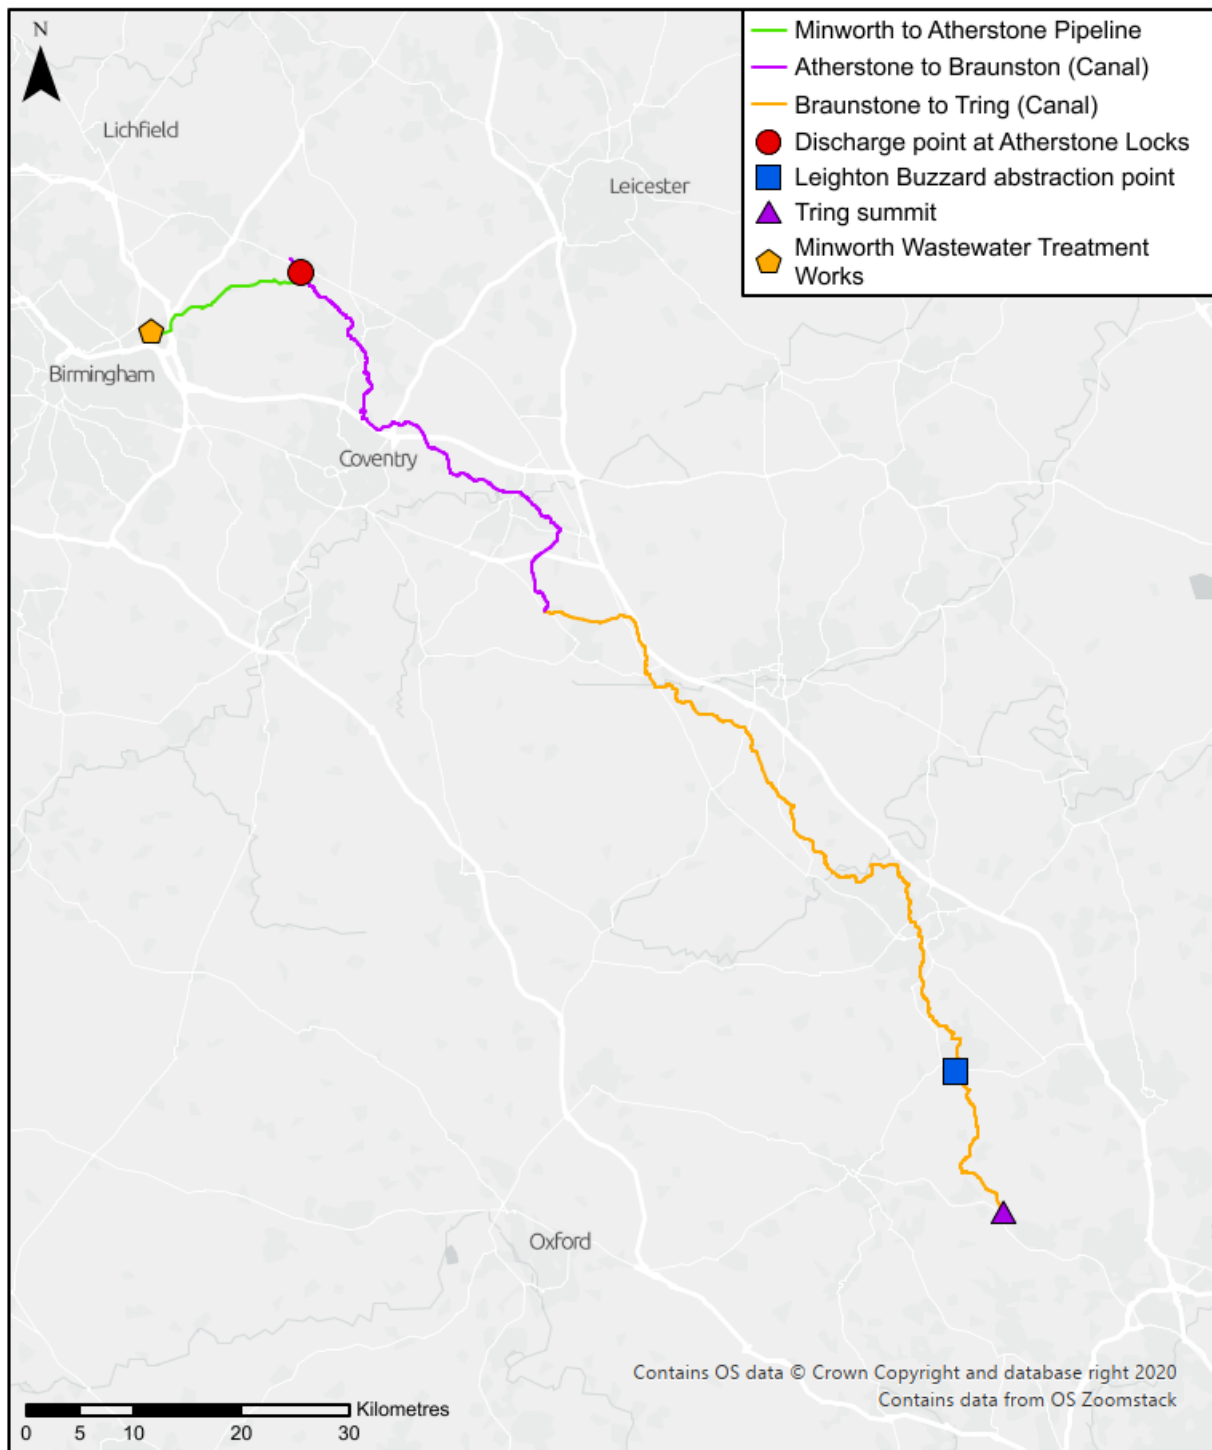 N
Minworth to Atherstone Pipeline
Atherstone to Braunston (Canal)
Braunstone to Tring (Canal)
Discharge point at Atherstone Locks
Leighton Buzzard abstraction point
Tring summit
Minworth Wastewater Treatment
Works
Lichfield
Leicester
Birmingham
Coventry
Oxford
Contains OS data © Crown Copyright and database right 2020
Contains data from OS Zoomstack
Kilometres
0 5 10 20 30